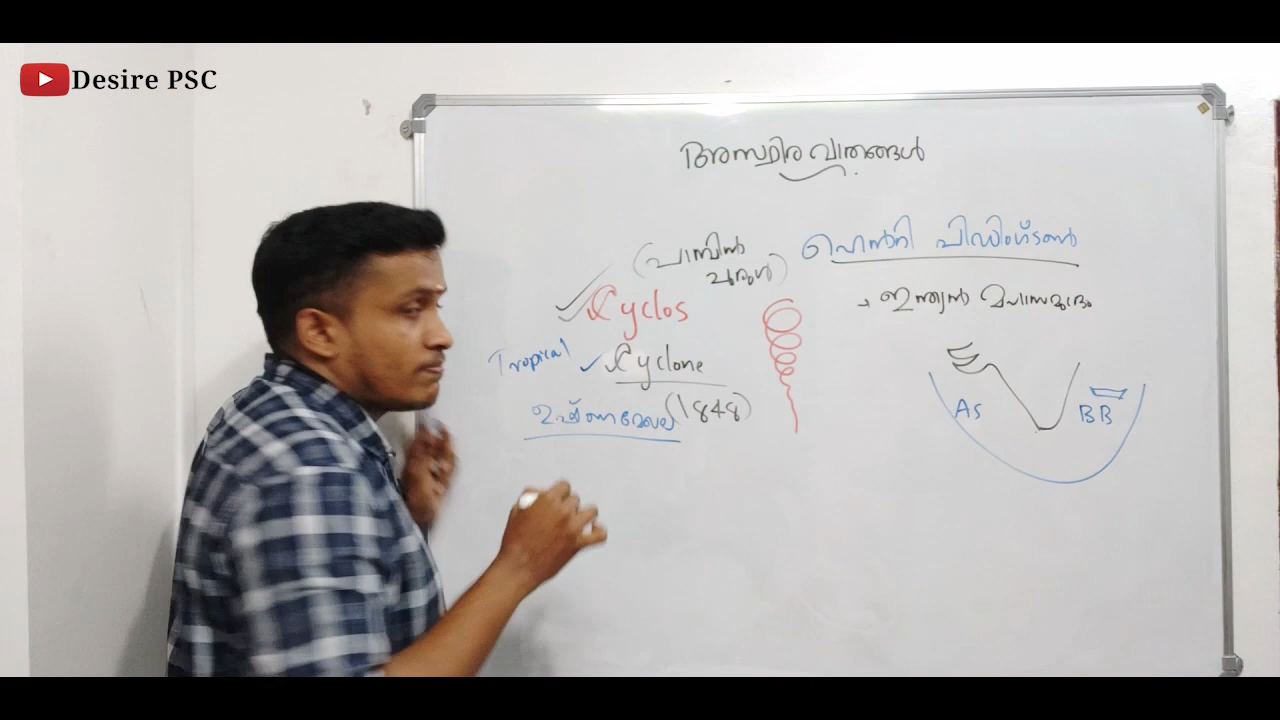 Desire PSC
അസ്ഥിര വാതങ്ങൾ
(പാമ്പിൻ
ചുരുൾ)
ഹെൻറി പിഡിംഗ്ടൺ
Cyclos
→ ഇന്ത്യൻ മഹാസമുദ്രം
Tropical ✓ Cyclone
ഉഷ്ണമേഖല (1848)
AS
BB